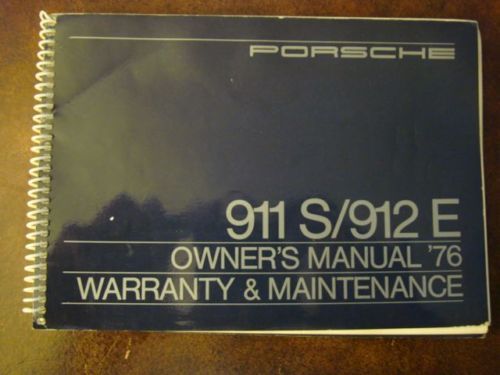 PORSCHE
911 S/912 E
OWNER'S MANUAL '76
WARRANTY & MAINTENANCE